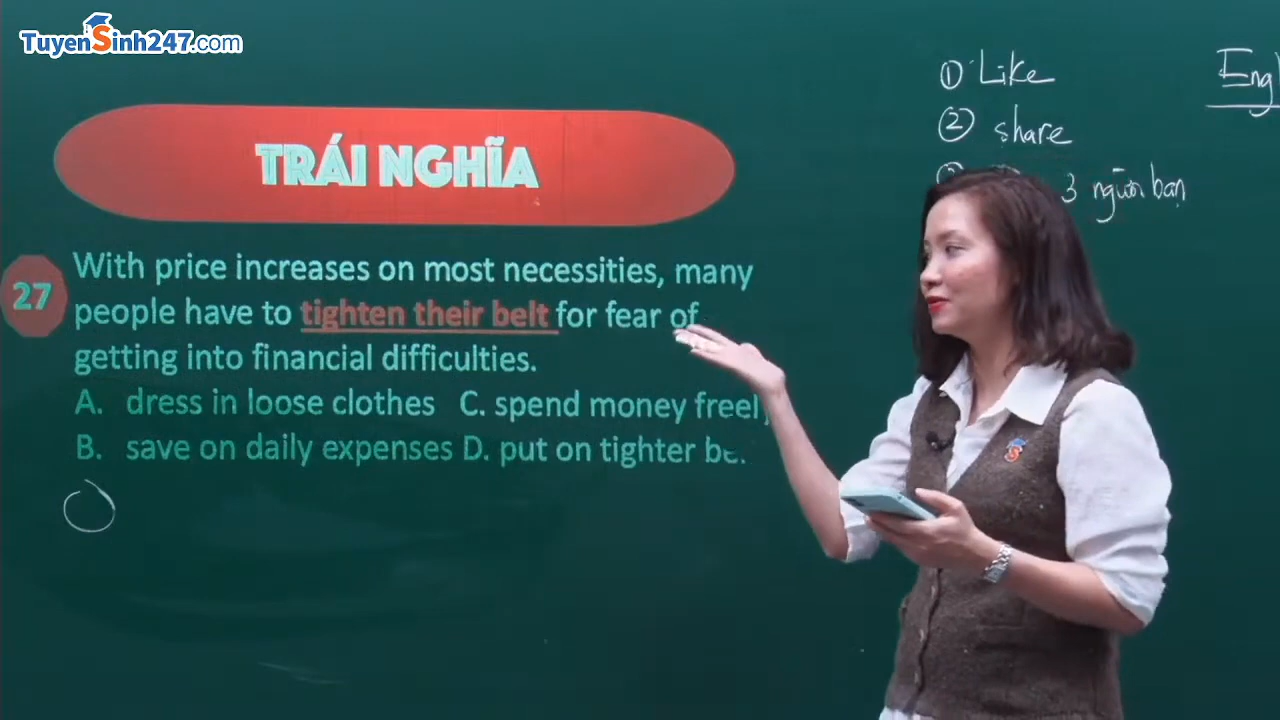 TuyenSinh247.com
① Like
② share
3 người bạn
TRÁI NGHĨA
27
With price increases on most necessities, many
people have to tighten their belt for fear of
getting into financial difficulties.
A. dress in loose clothes C. spend money freel
B. save on daily expenses D. put on tighter